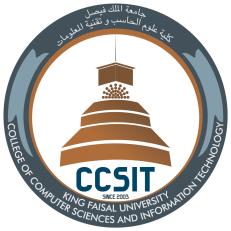 جامعة الملك فيصل
كلية علوم الحاسب و تقنية المعلومات
CCSIT
SINCE 2003
KING FAISAL UNIVERSITY
COLLEGE OF COMPUTER SCIENCES AND INFORMATION TECHNOLOGY